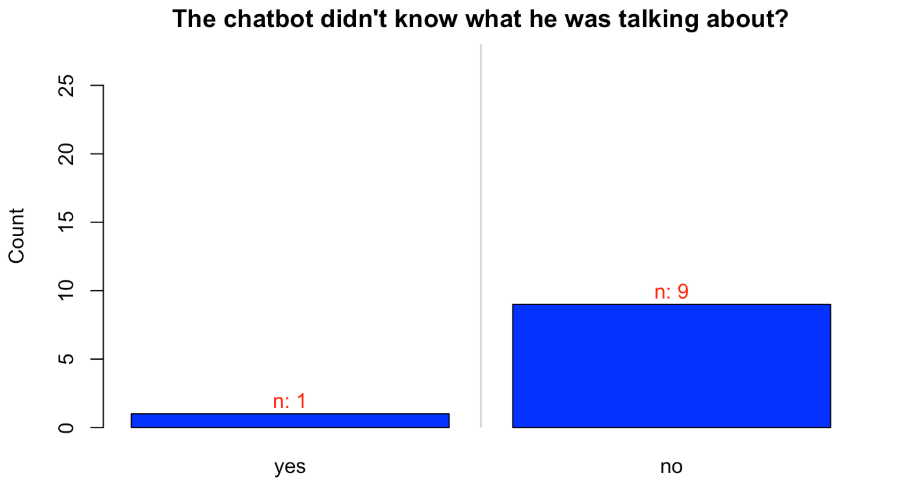 The chatbot didn't know what he was talking about?
Count
25
20
15
10
5
0
n: 1
n: 9
yes
no